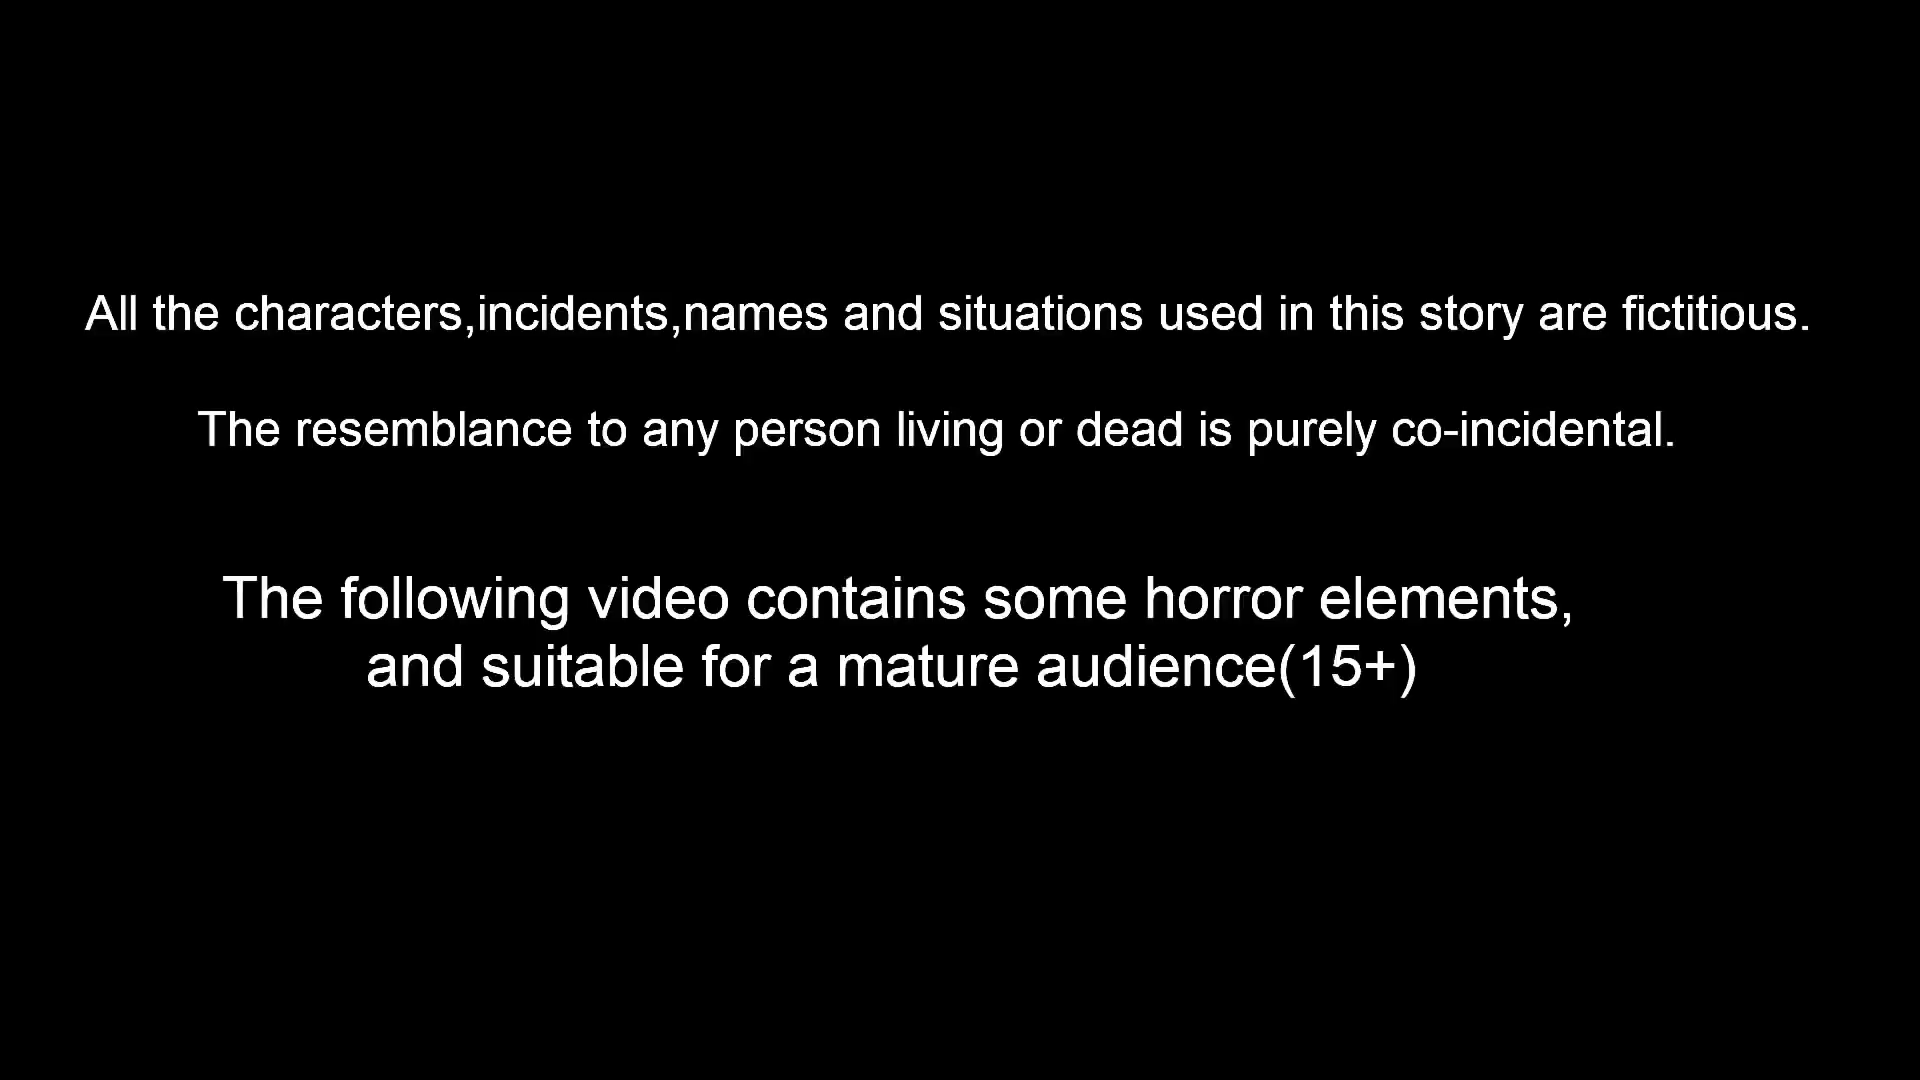 All the characters,incidents,names and situations used in this story are fictitious.
The resemblance to any person living or dead is purely co-incidental.
The following video contains some horror elements,
and suitable for a mature audience(15+)